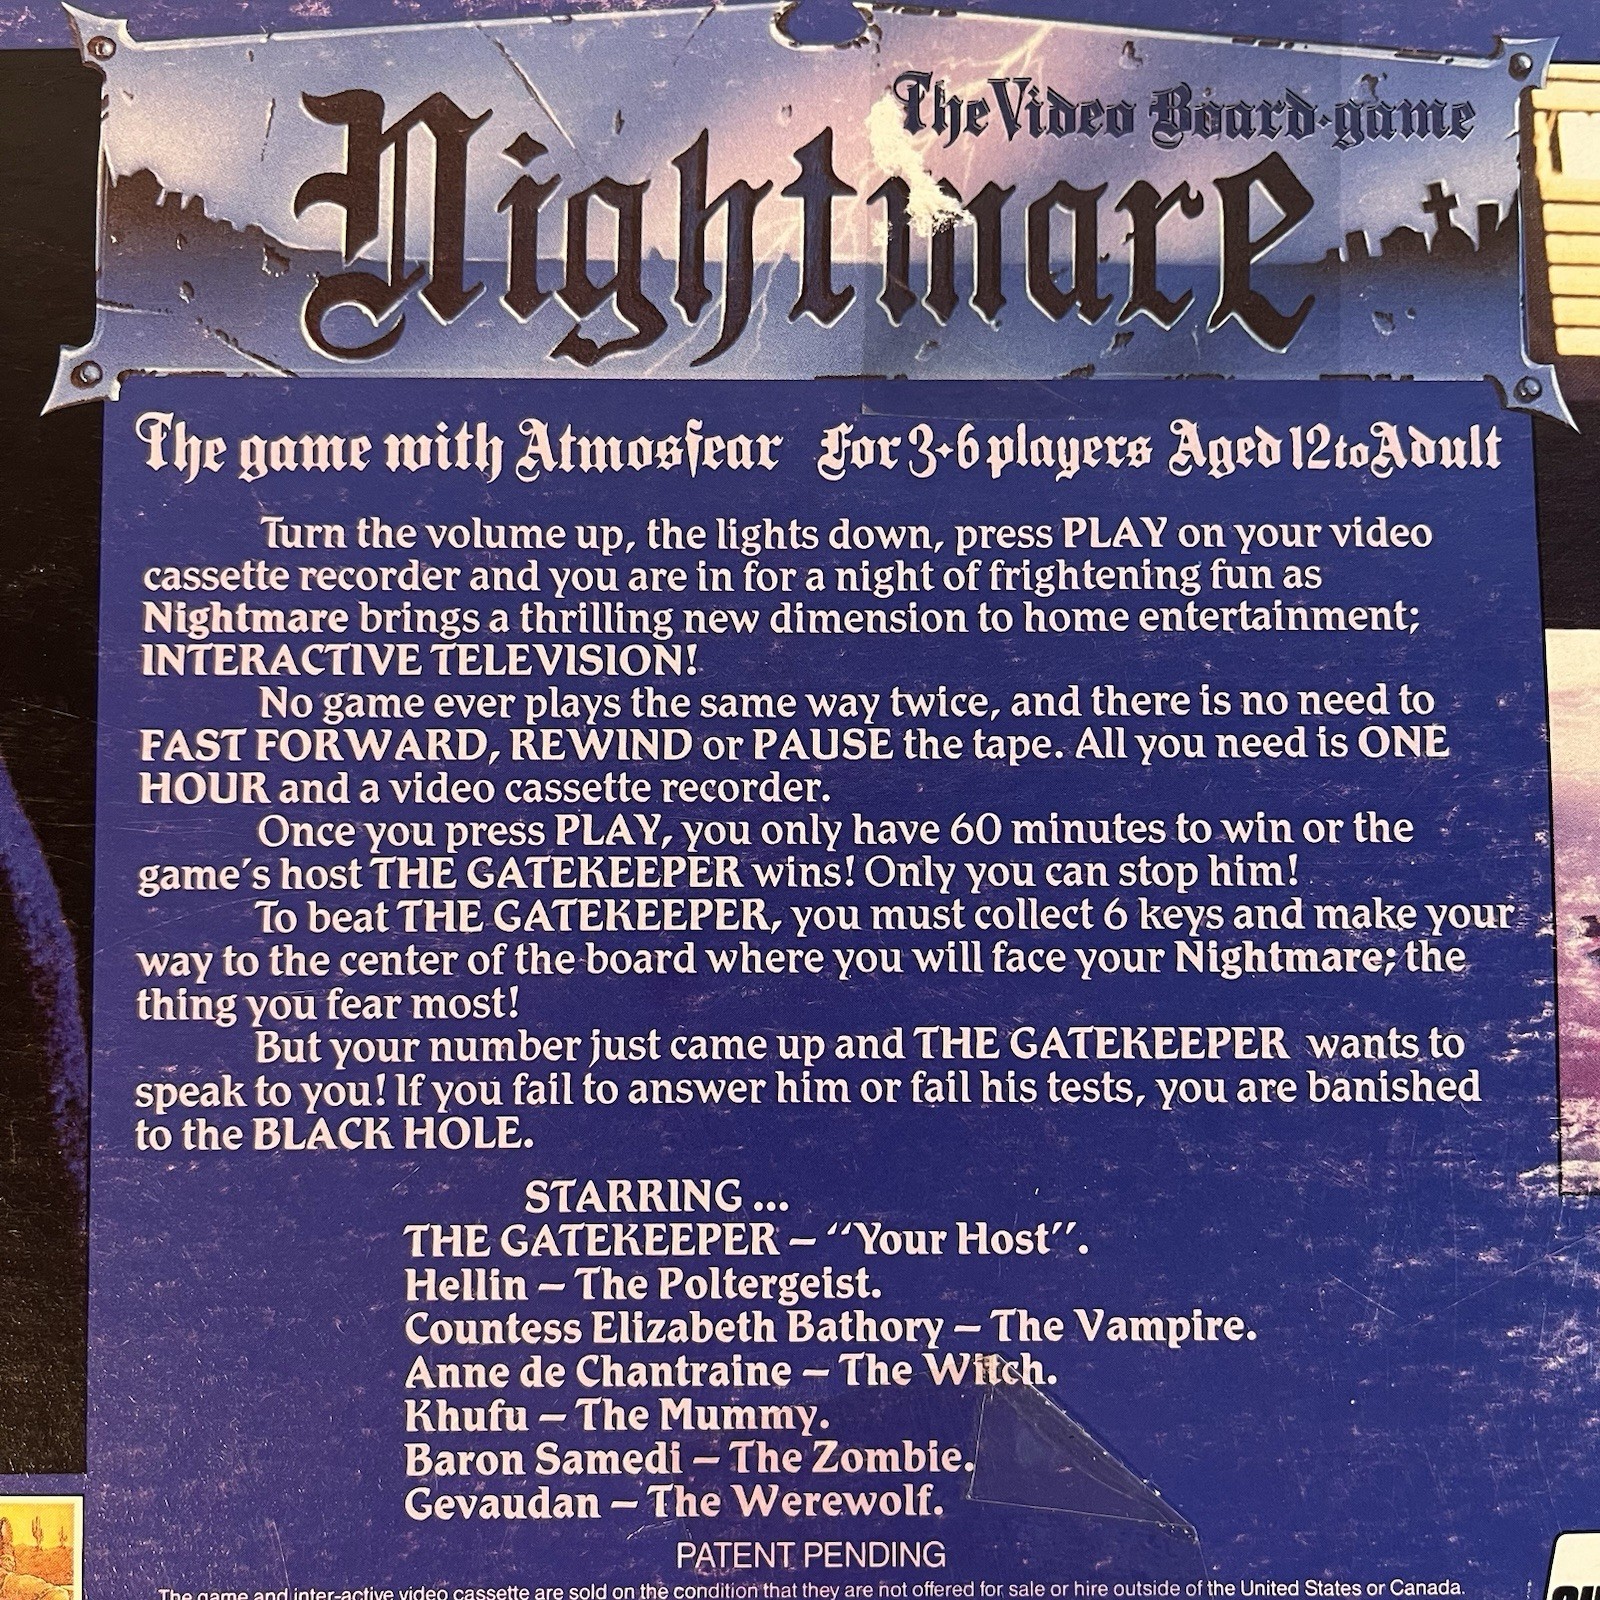 The Video Board-game
Nightmare
The game with Atmosfear For 3-6 players Aged 12 to Adult
Turn the volume up, the lights down, press PLAY on your video
cassette recorder and you are in for a night of frightening fun as
Nightmare brings a thrilling new dimension to home entertainment;
INTERACTIVE TELEVISION!
No game ever plays the same way twice, and there is no need to
FAST FORWARD, REWIND or PAUSE the tape. All you need is ONE
HOUR and a video cassette recorder.
Once you press PLAY, you only have 60 minutes to win or the
game's host THE GATEKEEPER wins! Only you can stop him!
To beat THE GATEKEEPER, you must collect 6 keys and make your
way to the center of the board where you will face your Nightmare; the
thing you fear most!
But your number just came up and THE GATEKEEPER wants to
speak to you! If you fail to answer him or fail his tests, you are banished
to the BLACK HOLE.
STARRING ...
THE GATEKEEPER – “Your Host”.
Hellin – The Poltergeist.
Countess Elizabeth Bathory – The Vampire.
Anne de Chantraine – The Witch.
Khufu – The Mummy.
Baron Samedi – The Zombie.
Gevaudan – The Werewolf.
PATENT PENDING
The game and inter-active video cassette are sold on the condition that they are not offered for sale or hire outside of the United States or Canada.